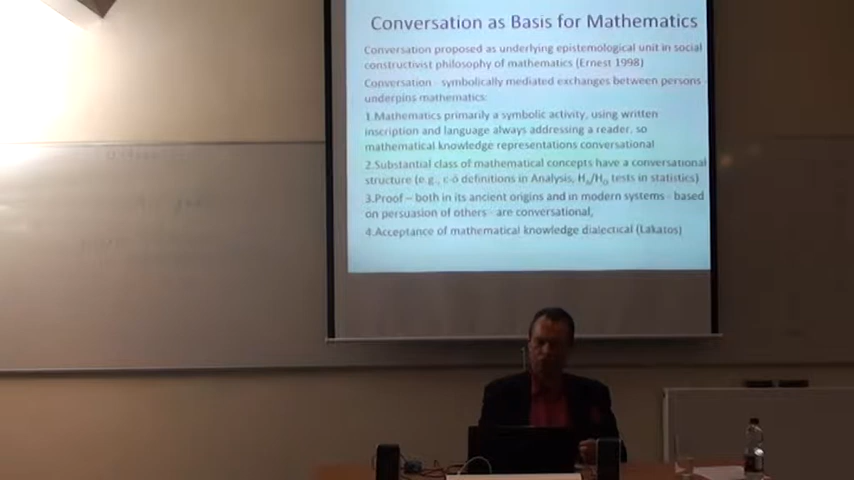 Conversation as Basis for Mathematics
Conversation proposed as underlying epistemological unit in social
constructivist philosophy of mathematics (Ernest 1998)
Conversation - symbolically mediated exchanges between persons -
underpins mathematics:
1.Mathematics primarily a symbolic activity, using written
inscription and language always addressing a reader, so
mathematical knowledge representations conversational
2.Substantial class of mathematical concepts have a conversational
structure (e.g., ε-δ definitions in Analysis, tests in statistics)
3.Proof – both in its ancient origins and in modern systems - based
on persuasion of others - are conversational,
4.Acceptance of mathematical knowledge dialectical (Lakatos)